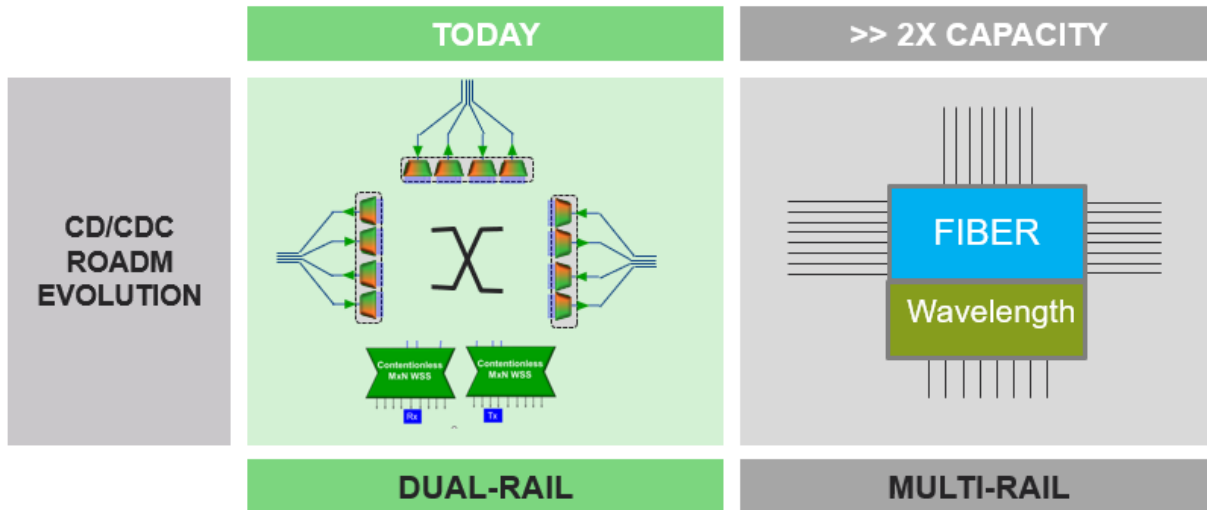 TODAY
>> 2X CAPACITY
CD/CDC
ROADM
EVOLUTION
Contentionless
MxN WSS
Rx
Contentionless
MxN WSS
Tx
FIBER
Wavelength
DUAL-RAIL
MULTI-RAIL